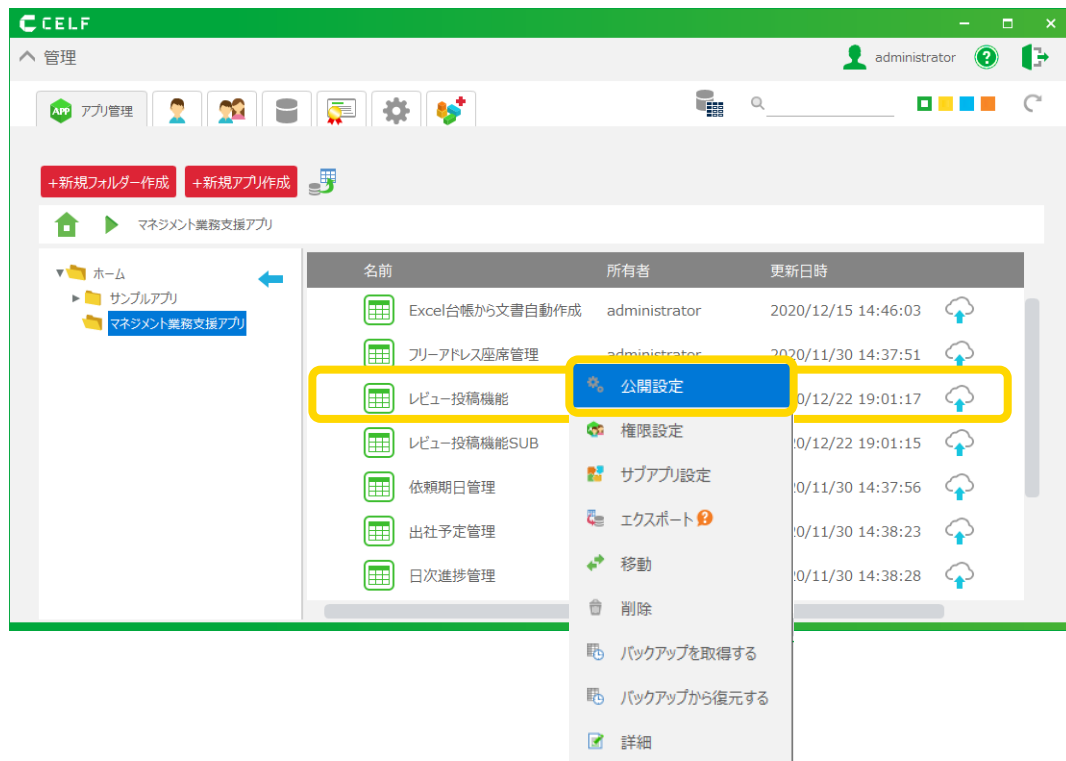 CELF
管理
administrator
APP アプリ管理
+新規フォルダー作成 +新規アプリ作成
マネジメント業務支援アプリ
ホーム
サンプルアプリ
マネジメント業務支援アプリ
名前 所有者 更新日時
Excel台帳から文書自動作成 administrator 2020/12/15 14:46:03
フリーアドレス座席管理 administrator 2020/11/30 14:37:51
レビュー投稿機能 0/12/22 19:01:17
レビュー投稿機能SUB 0/12/22 19:01:15
依頼期日管理 0/11/30 14:37:56
出社予定管理 0/11/30 14:38:23
日次進捗管理 0/11/30 14:38:28
公開設定
権限設定
サブアプリ設定
エクスポート
移動
削除
バックアップを取得する
バックアップから復元する
詳細